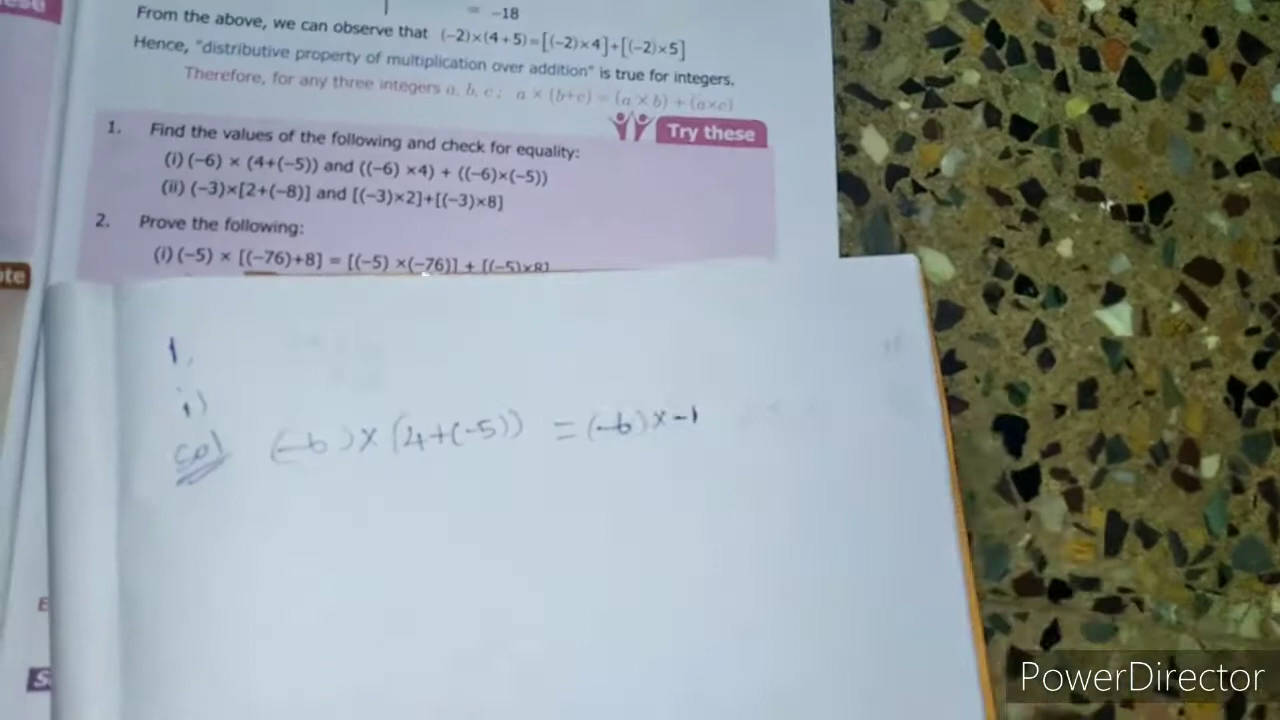 = -18
From the above, we can observe that (-2)×(4+5)=[(-2)×4]+[(-2)×5]
Hence, "distributive property of multiplication over addition" is true for integers.
Therefore, for any three integers a, b, c ; a × (b+c) = (a × b) + (a×c)
Try these
1. Find the values of the following and check for equality:
(i) (-6) × (4+(-5)) and ((-6) ×4) + ((-6)×(-5))
(ii) (-3)×[2+(-8)] and [(-3)×2]+[(-3)×8]
2. Prove the following:
(i) (-5) × [(-76)+8] = [(-5) ×(-76)] + [(-5)×8]
1.
i)
sol (-6)×(4+(-5)) = (-6)×-1
PowerDirector